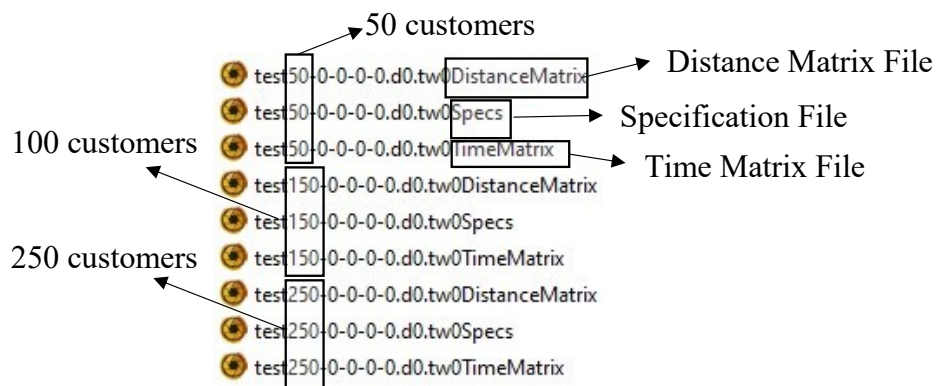 50 customers
test50-0-0-0-0.d0.tw0DistanceMatrix
Distance Matrix File
test50-0-0-0-0.d0.tw0Specs
Specification File
100 customers
test50-0-0-0-0.d0.tw0TimeMatrix
Time Matrix File
test150-0-0-0-0.d0.tw0DistanceMatrix
test150-0-0-0-0.d0.tw0Specs
250 customers
test150-0-0-0-0.d0.tw0TimeMatrix
test250-0-0-0-0.d0.tw0DistanceMatrix
test250-0-0-0-0.d0.tw0Specs
test250-0-0-0-0.d0.tw0TimeMatrix